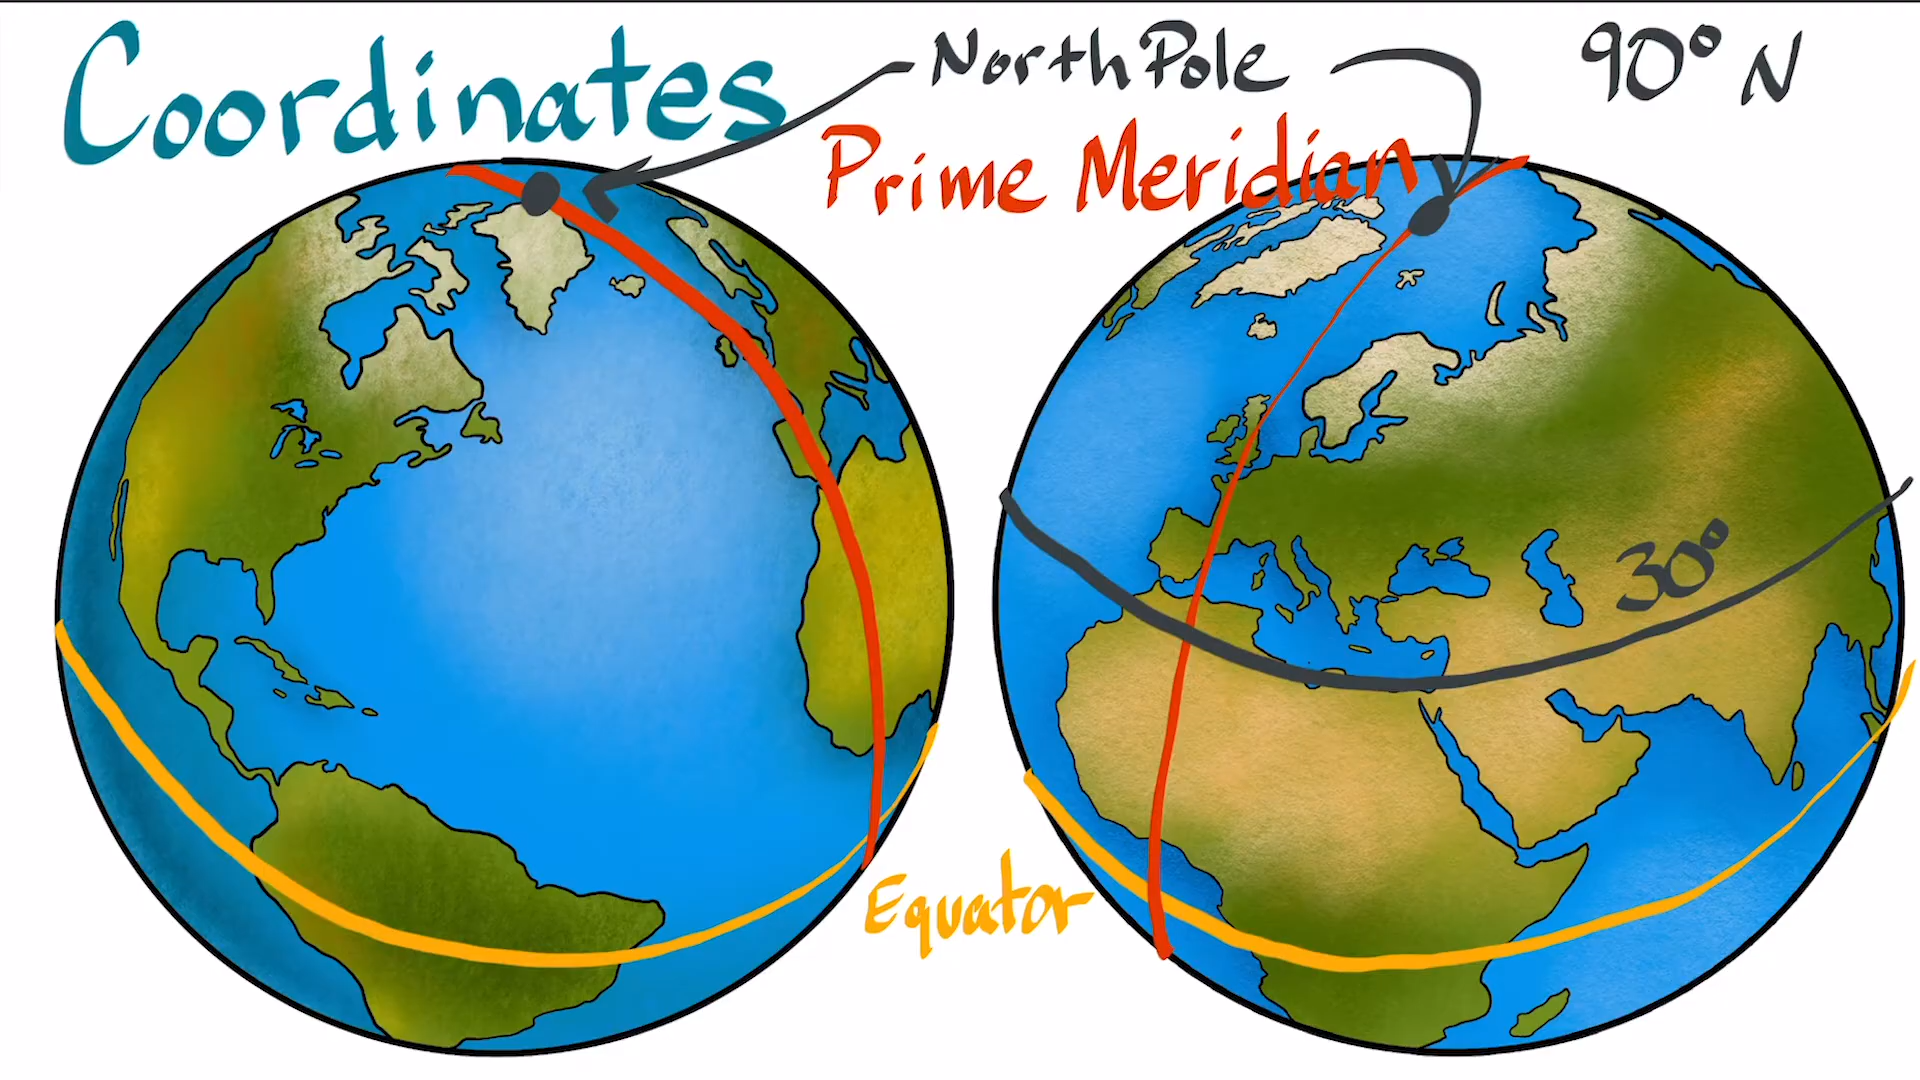 Coordinates
North Pole
90° N
Prime Meridian
30°
Equator